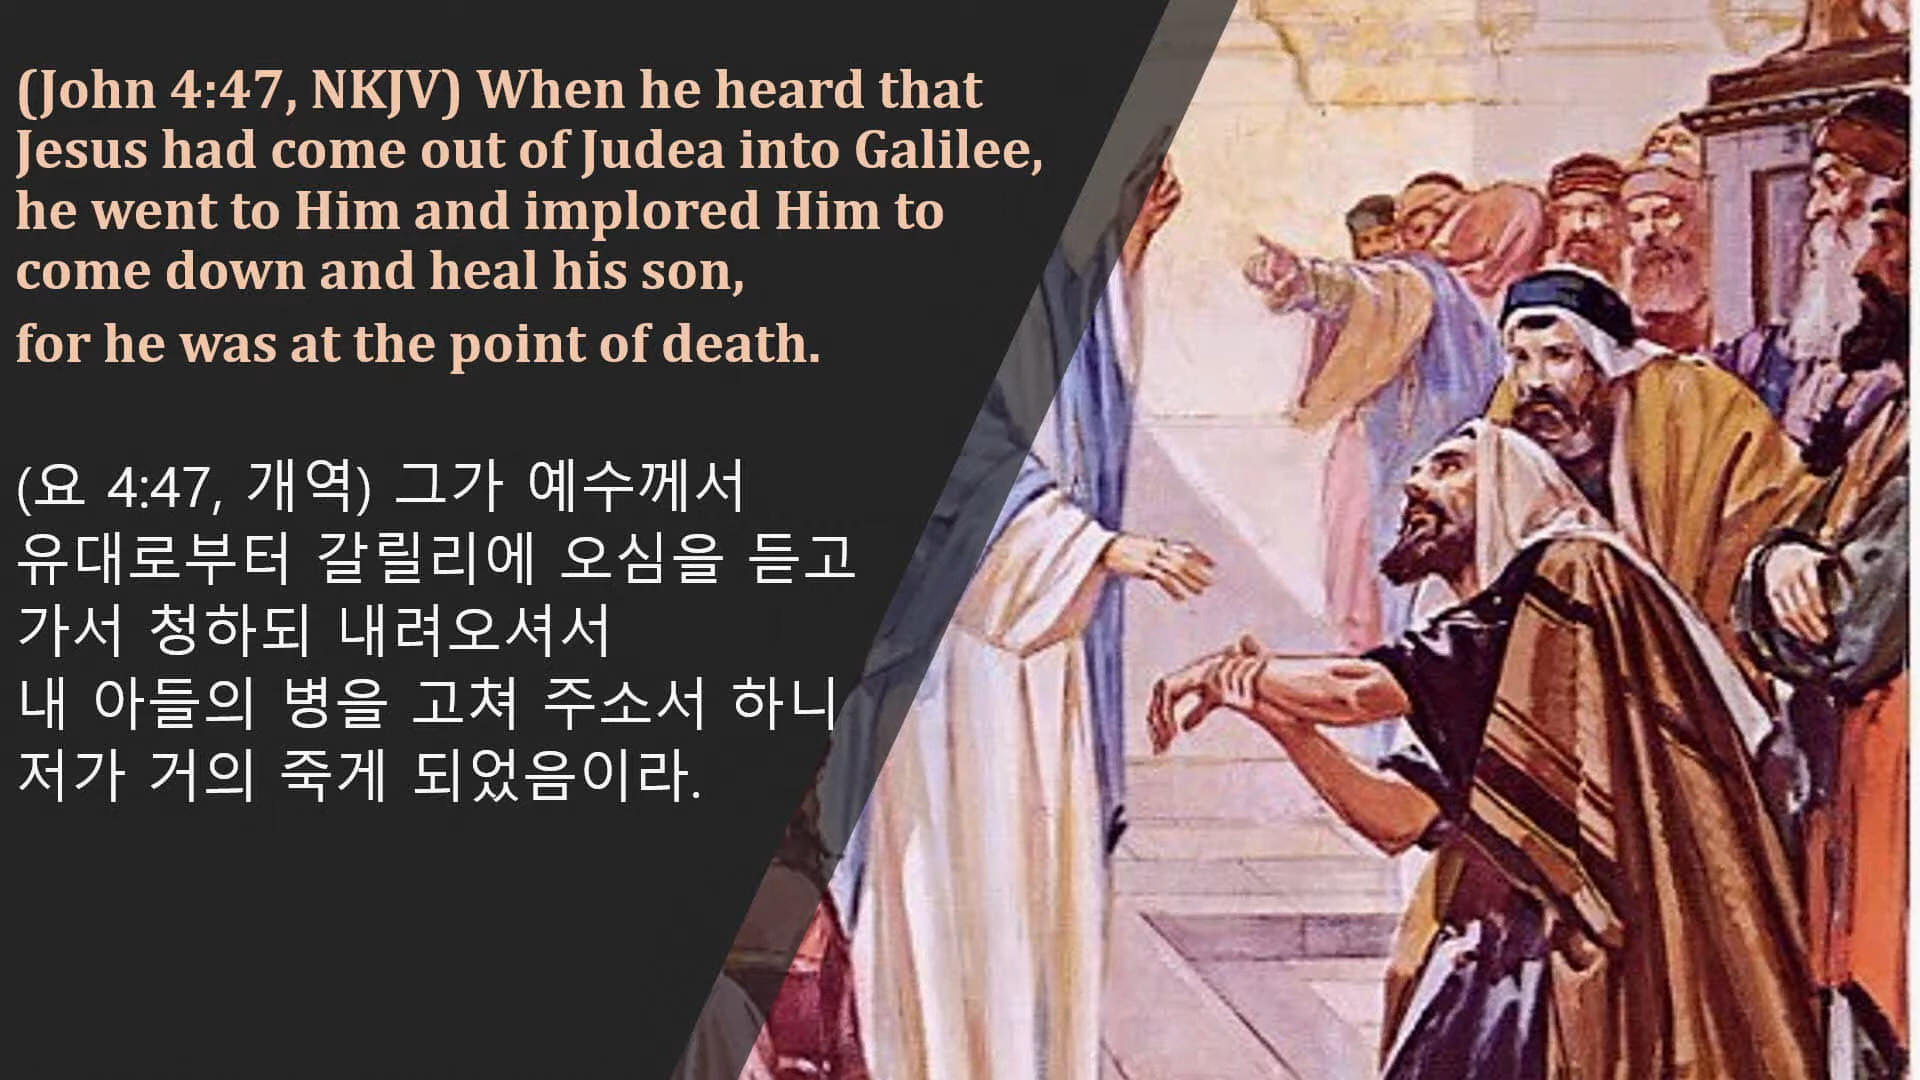 (John 4:47, NKJV) When he heard that
Jesus had come out of Judea into Galilee,
he went to Him and implored Him to
come down and heal his son,
for he was at the point of death.
(요 4:47, 개역) 그가 예수께서
유대로부터 갈릴리에 오심을 듣고
가서 청하되 내려오셔서
내 아들의 병을 고쳐 주소서 하니
저가 거의 죽게 되었음이라.